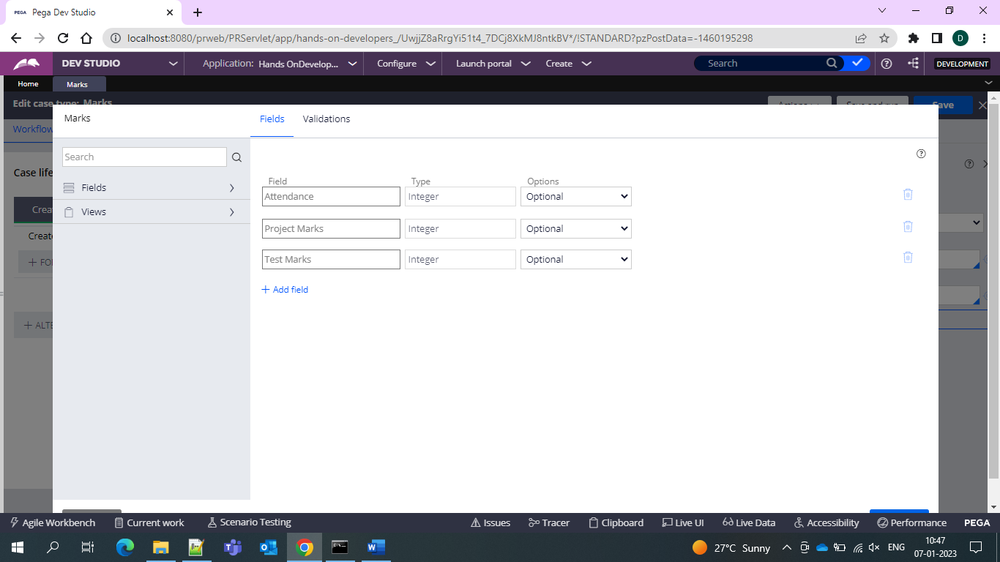 PEGA Pega Dev Studio
localhost:8080/prweb/PRServlet/app/hands-on-developers_/UwjjZ8aRrgYi51t4_7DCj8XkMJ8ntkBV*/!STANDARD?pzPostData=-1460195298
D
DEV STUDIO Application: Hands OnDevelop... Configure Launch portal Create Search DEVELOPMENT
Home Marks
Edit case type: Marks Actions Save and run Save
Marks Fields Validations
Workflow
Search
Case life
Field Type Options
Fields
Attendance Integer Optional
Views
Crea
Project Marks Integer Optional
Create
Test Marks Integer Optional
+ FO
+ Add field
+ ALTE
Agile Workbench Current work Scenario Testing Issues Tracer Clipboard Live UI Live Data Accessibility Performance PEGA
27°C Sunny ENG 10:47
07-01-2023